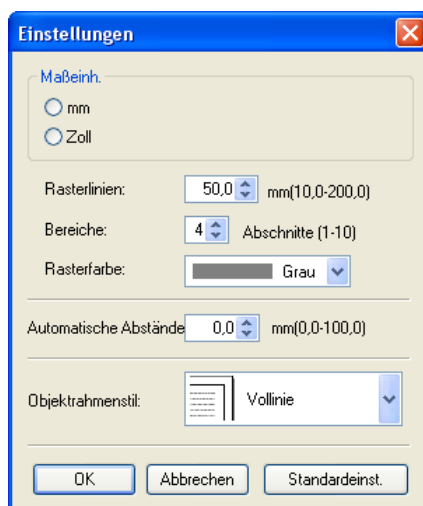 Einstellungen
Maßeinh.
mm
Zoll
Rasterlinien: 50,0 mm(10,0-200,0)
Bereiche: 4 Abschnitte (1-10)
Rasterfarbe: Grau
Automatische Abstände 0,0 mm(0,0-100,0)
Objektrahmenstil: Vollinie
OK Abbrechen Standardeinst.